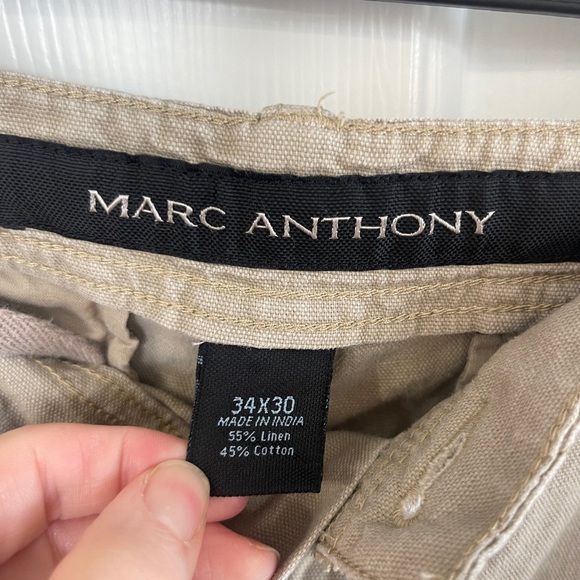 MARC ANTHONY
34X30
MADE IN INDIA
55% Linen
45% Cotton